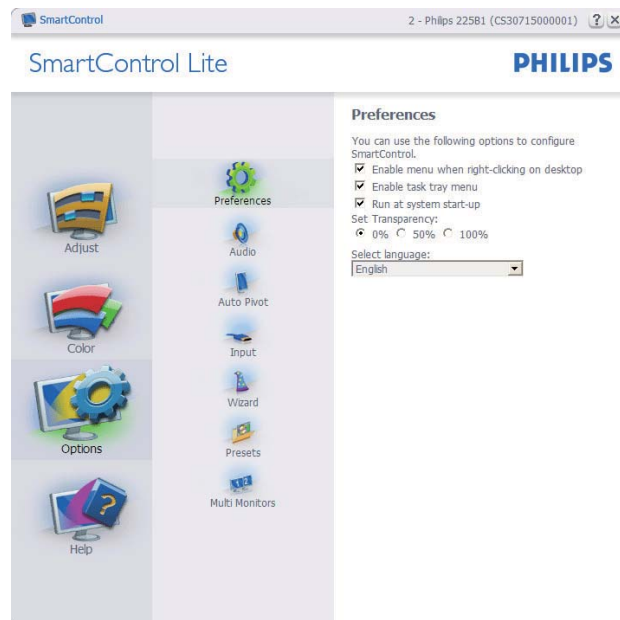 SmartControl
2 - Philips 225B1 (CS30715000001)
SmartControl Lite
PHILIPS
Adjust
Color
Options
Help
Preferences
Audio
Auto Pivot
Input
Wizard
Presets
Multi Monitors
Preferences
You can use the following options to configure
SmartControl.
Enable menu when right-clicking on desktop
Enable task tray menu
Run at system start-up
Set Transparency:
0% 50% 100%
Select language:
English